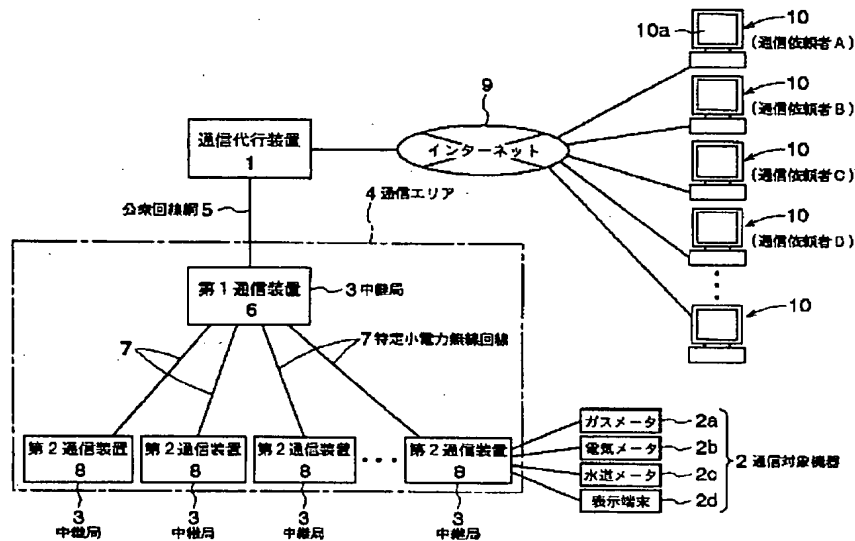 10a
10
(通信依頼者A)
9
10
(通信依頼者B)
通信代行装置
1
インターネット
10
(通信依頼者C)
公衆回線網5
4通信エリア
10
(通信依頼者D)
第1通信装置
6
3中継局
10
7
7特定小電力無線回線
第2通信装置
8
第2通信装置
8
第2通信装置
8
第2通信装置
8
ガスメータ
2a
電気メータ
2b
水道メータ
2c
表示端末
2d
2通信対象機器
3
中継局
3
中継局
3
中継局
3
中継局